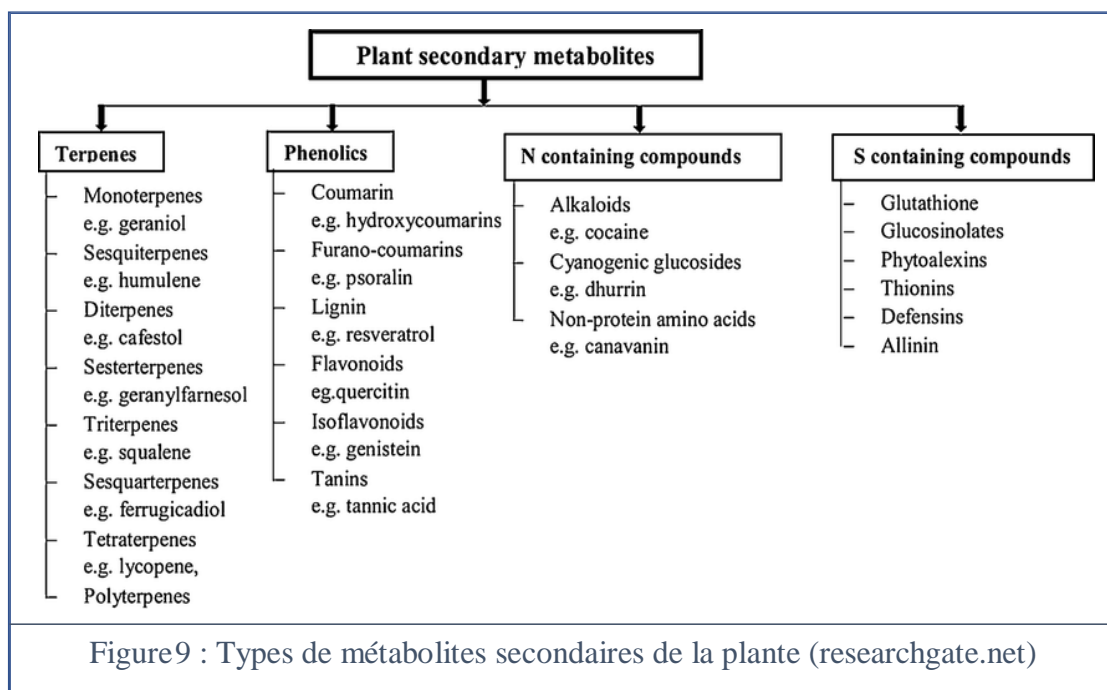 Plant secondary metabolites
Terpenes
Monoterpenes
e.g. geraniol
Sesquiterpenes
e.g. humulene
Diterpenes
e.g. cafestol
Sesterterpenes
e.g. geranylfarnesol
Triterpenes
e.g. squalene
Sesquarterpenes
e.g. ferrugicadiol
Tetraterpenes
e.g. lycopene,
Polyterpenes
Phenolics
Coumarin
e.g. hydroxycoumarins
Furano-coumarins
e.g. psoralin
Lignin
e.g. resveratrol
Flavonoids
eg.quercitin
Isoflavonoids
e.g. genistein
Tanins
e.g. tannic acid
N containing compounds
Alkaloids
e.g. cocaine
Cyanogenic glucosides
e.g. dhurrin
Non-protein amino acids
e.g. canavanin
S containing compounds
Glutathione
Glucosinolates
Phytoalexins
Thionins
Defensins
Allinin
Figure9 : Types de métabolites secondaires de la plante (researchgate.net)